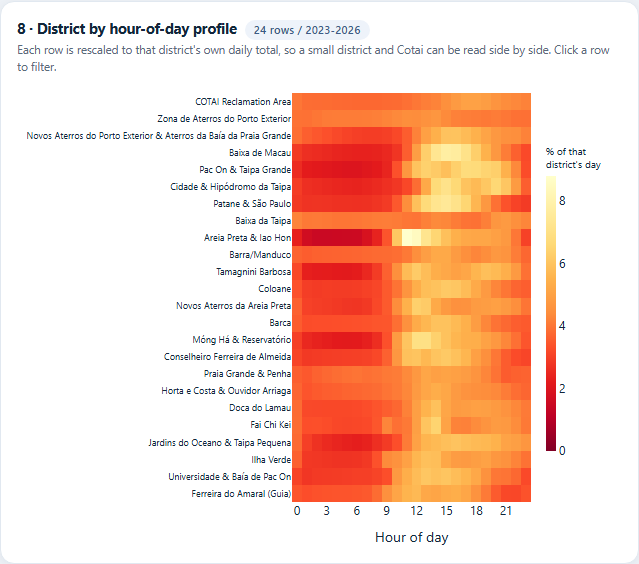 8 · District by hour-of-day profile 24 rows / 2023-2026
Each row is rescaled to that district's own daily total, so a small district and Cotai can be read side by side. Click a row
to filter.
COTAI Reclamation Area
Zona de Aterros do Porto Exterior
Novos Aterros do Porto Exterior & Aterros da Baía da Praia Grande
Baixa de Macau
Pac On & Taipa Grande
Cidade & Hipódromo da Taipa
Patane & São Paulo
Baixa da Taipa
Areia Preta & Iao Hon
Barra/Manduco
Tamagnini Barbosa
Coloane
Novos Aterros da Areia Preta
Barca
Móng Há & Reservatório
Conselheiro Ferreira de Almeida
Praia Grande & Penha
Horta e Costa & Ouvidor Arriaga
Doca do Lamau
Fai Chi Kei
Jardins do Oceano & Taipa Pequena
Ilha Verde
Universidade & Baía de Pac On
Ferreira do Amaral (Guia)
0 3 6 9 12 15 18 21
Hour of day
% of that
district's day
8
6
4
2
0